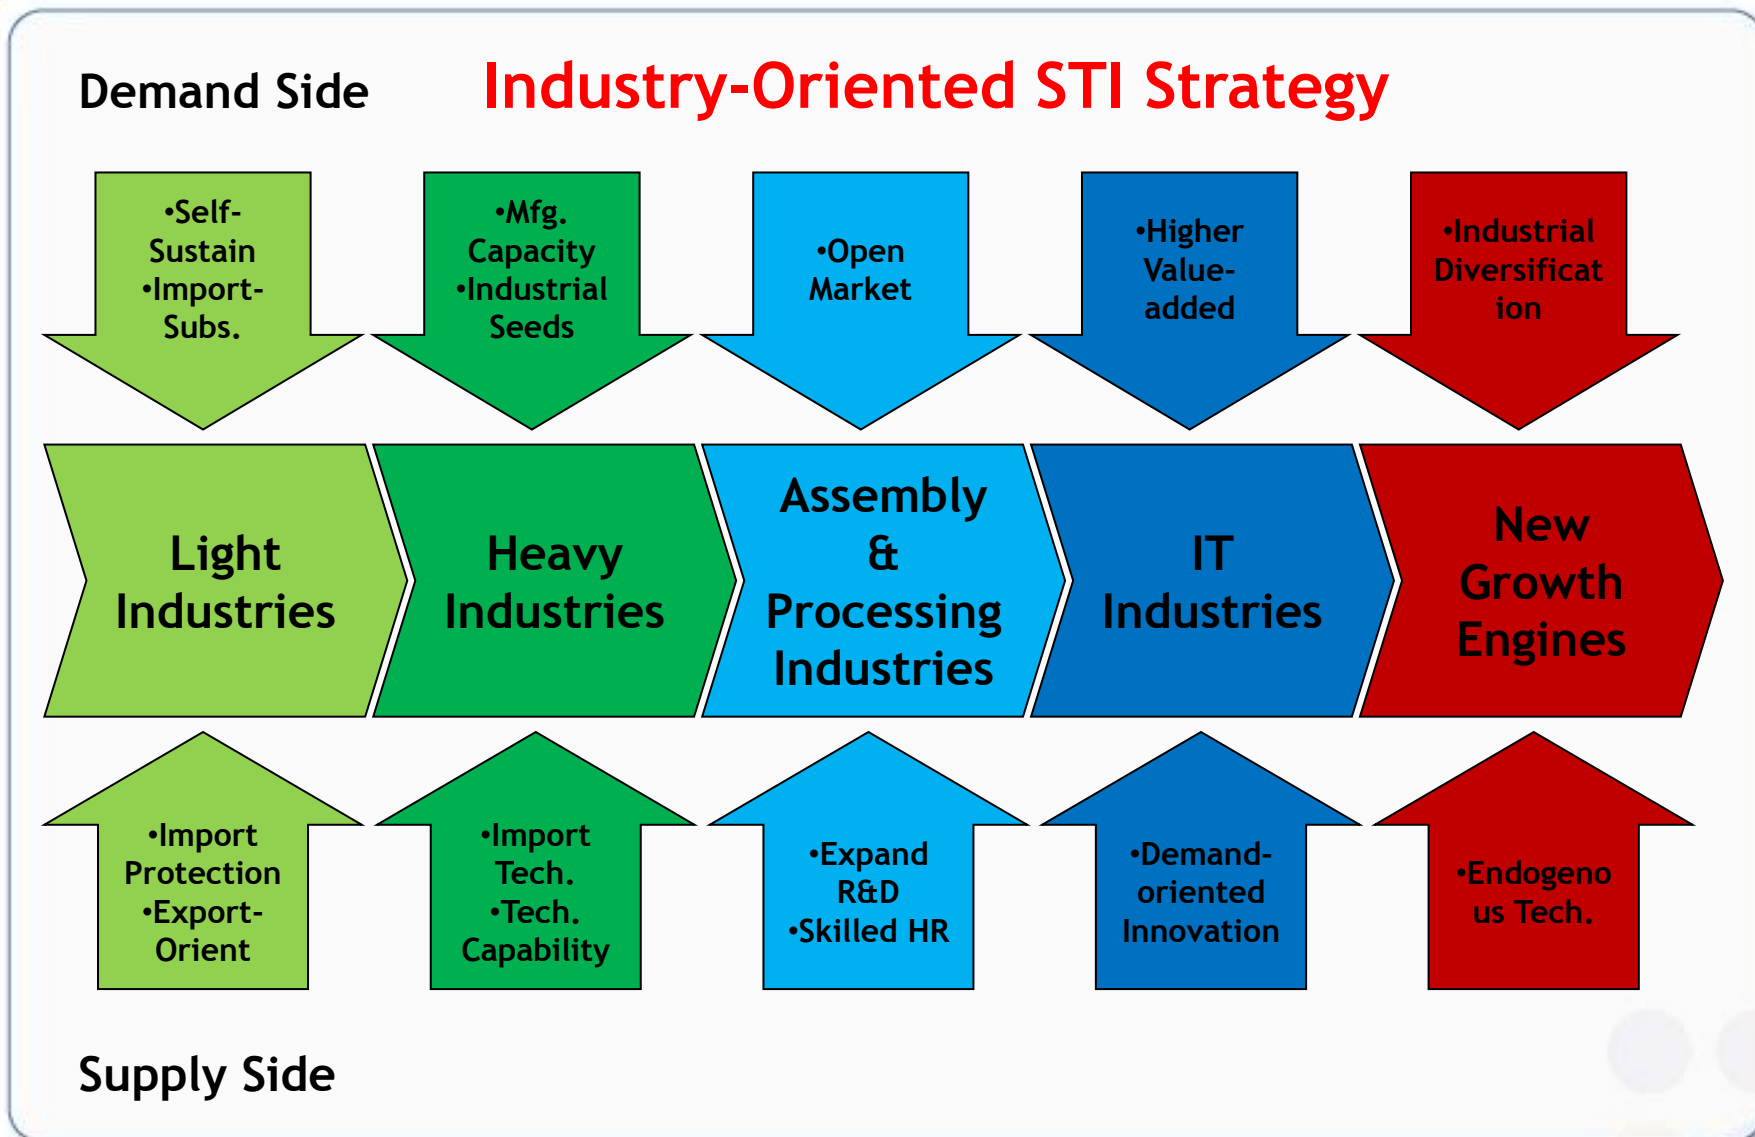 Demand Side
Industry-Oriented STI Strategy
•Self-
Sustain
•Import-
Subs.
•Mfg.
Capacity
•Industrial
Seeds
•Open
Market
•Higher
Value-
added
•Industrial
Diversificat
ion
Light
Industries
Heavy
Industries
Assembly
&
Processing
Industries
IT
Industries
New
Growth
Engines
•Import
Protection
•Export-
Orient
•Import
Tech.
•Tech.
Capability
•Expand
R&D
•Skilled HR
•Demand-
oriented
Innovation
•Endogeno
us Tech.
Supply Side